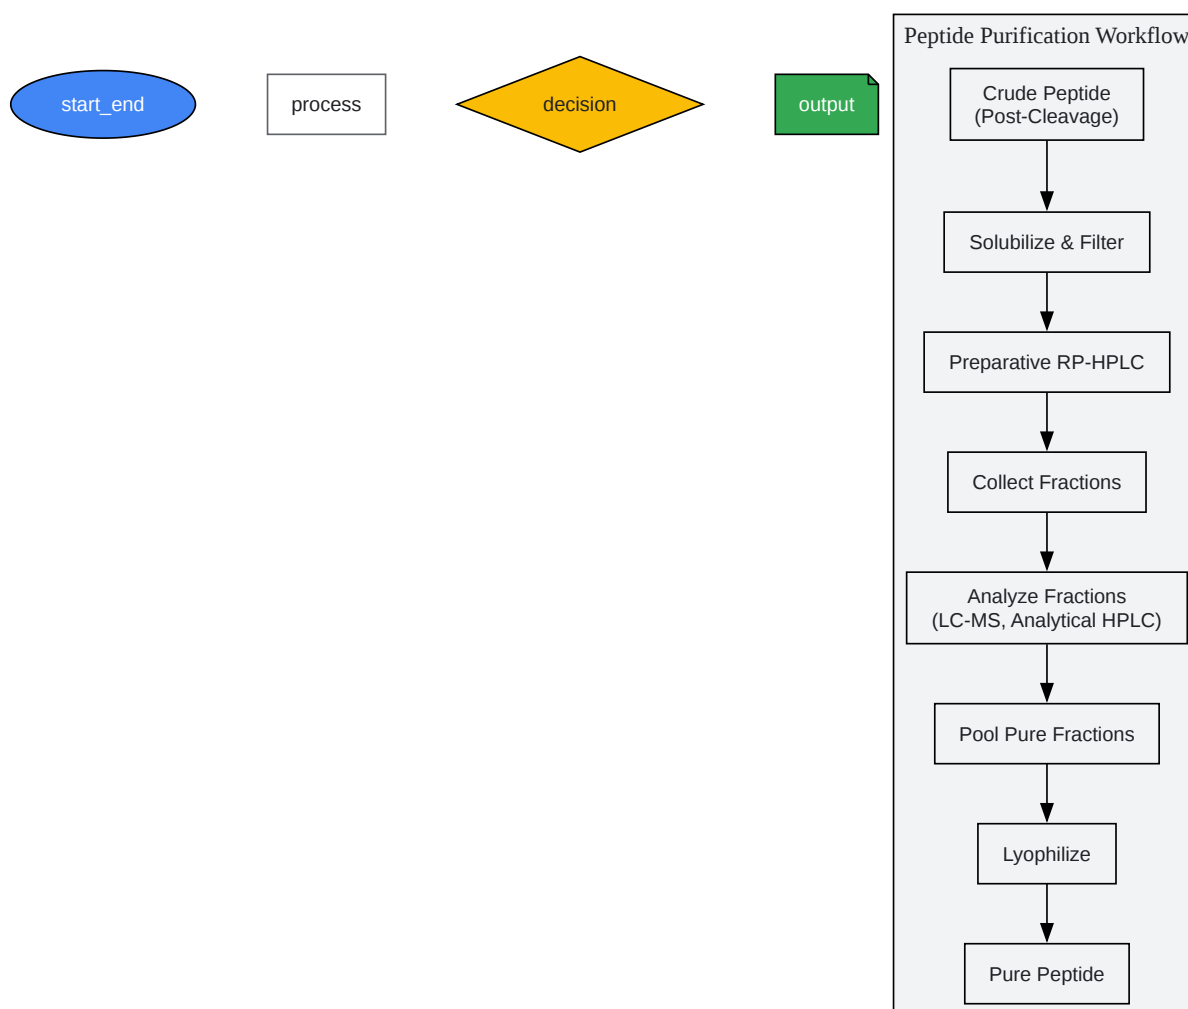 start_end
process
decision
output
Peptide Purification Workflow
Crude Peptide
(Post-Cleavage)
Solubilize & Filter
Preparative RP-HPLC
Collect Fractions
Analyze Fractions
(LC-MS, Analytical HPLC)
Pool Pure Fractions
Lyophilize
Pure Peptide